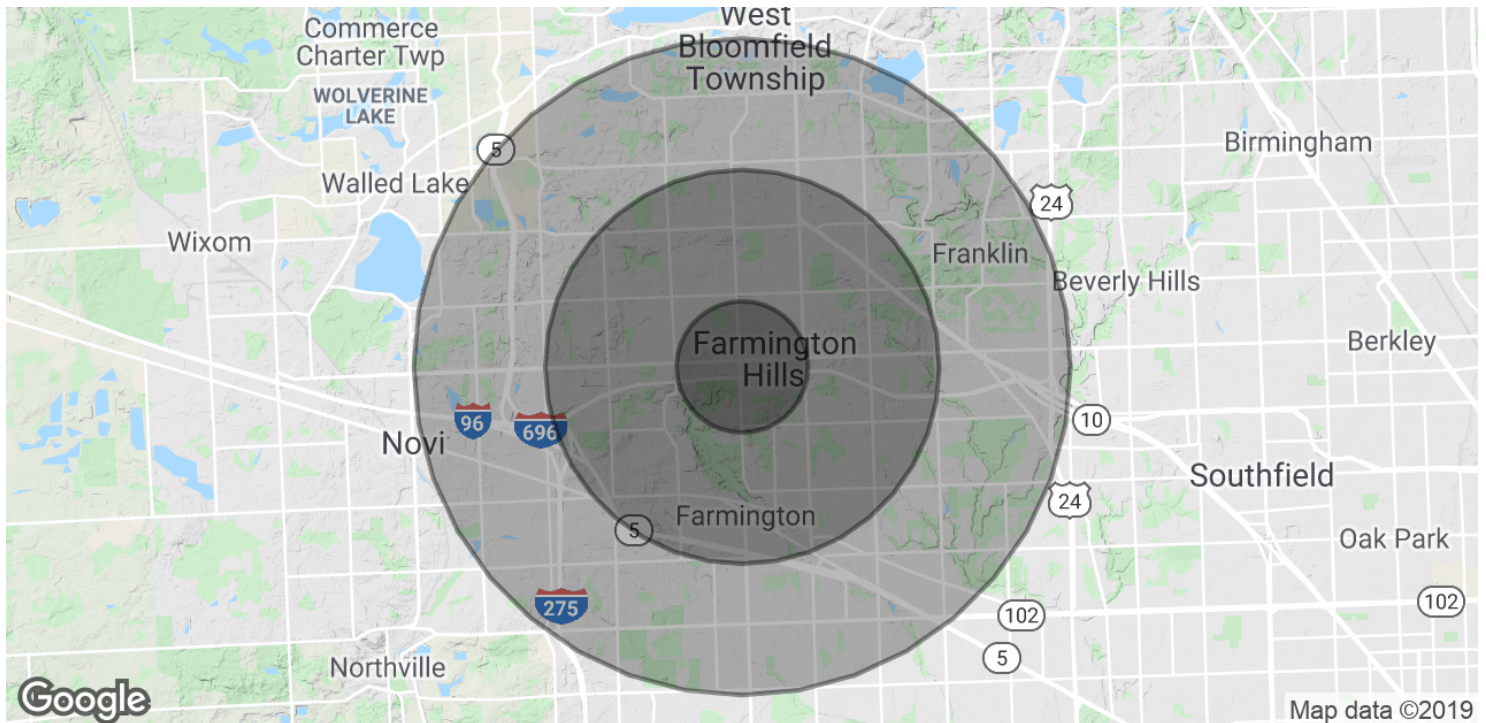 West
Bloomfield
Township
Commerce
Charter Twp
WOLVERINE
LAKE
5
Birmingham
Walled Lake
24
Wixom
Franklin
Beverly Hills
Farmington
Hills
Berkley
96
696
10
Novi
Southfield
24
Farmington
5
Oak Park
275
102
102
5
Northville
Google
Map data ©2019